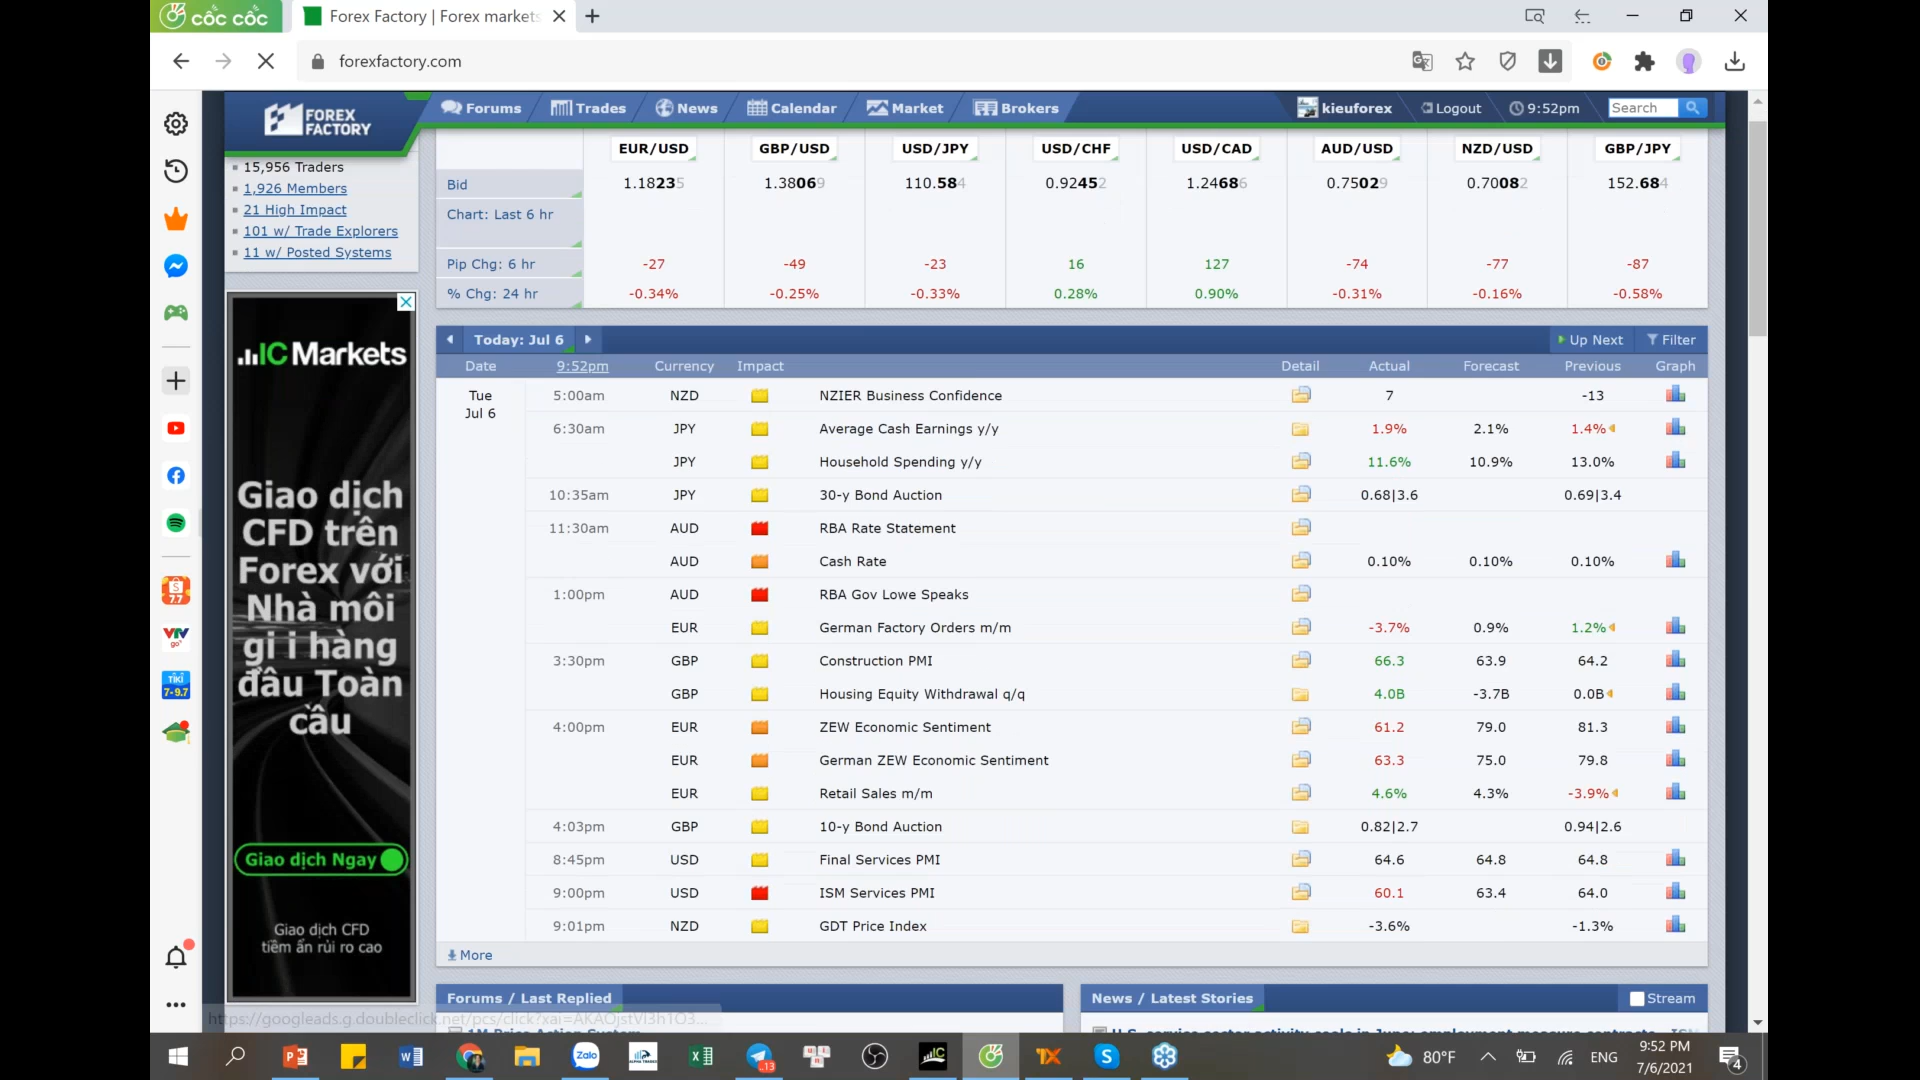 cốc cốc
Forex Factory | Forex markets
forexfactory.com
FOREX FACTORY
Forums
Trades
News
Calendar
Market
Brokers
kieuforex
Logout
9:52pm
Search
15,956 Traders
1,926 Members
21 High Impact
101 w/ Trade Explorers
11 w/ Posted Systems
EUR/USD GBP/USD USD/JPY USD/CHF USD/CAD AUD/USD NZD/USD GBP/JPY
Bid 1.18235 1.38069 110.584 0.92452 1.24686 0.75029 0.70082 152.684
Chart: Last 6 hr
Pip Chg: 6 hr -27 -49 -23 16 127 -74 -77 -87
% Chg: 24 hr -0.34% -0.25% -0.33% 0.28% 0.90% -0.31% -0.16% -0.58%
IC Markets
Giao dịch
CFD trên
Forex với
Nhà môi
gi i hàng
đầu Toàn
cầu
Giao dịch Ngay
Giao dịch CFD
tiềm ẩn rủi ro cao
Today: Jul 6 Up Next Filter
Date 9:52pm Currency Impact Detail Actual Forecast Previous Graph
Tue
Jul 6
5:00am NZD NZIER Business Confidence 7 -13
6:30am JPY Average Cash Earnings y/y 1.9% 2.1% 1.4%
JPY Household Spending y/y 11.6% 10.9% 13.0%
10:35am JPY 30-y Bond Auction 0.68|3.6 0.69|3.4
11:30am AUD RBA Rate Statement
AUD Cash Rate 0.10% 0.10% 0.10%
1:00pm AUD RBA Gov Lowe Speaks
EUR German Factory Orders m/m -3.7% 0.9% 1.2%
3:30pm GBP Construction PMI 66.3 63.9 64.2
GBP Housing Equity Withdrawal q/q 4.0B -3.7B 0.0B
4:00pm EUR ZEW Economic Sentiment 61.2 79.0 81.3
EUR German ZEW Economic Sentiment 63.3 75.0 79.8
EUR Retail Sales m/m 4.6% 4.3% -3.9%
4:03pm GBP 10-y Bond Auction 0.82|2.7 0.94|2.6
8:45pm USD Final Services PMI 64.6 64.8 64.8
9:00pm USD ISM Services PMI 60.1 63.4 64.0
9:01pm NZD GDT Price Index -3.6% -1.3%
More
Forums / Last Replied
News / Latest Stories
Stream
7.7
VTV go
TIKI
7-9.7
Zalo
13
80°F
ENG
9:52 PM
7/6/2021
4